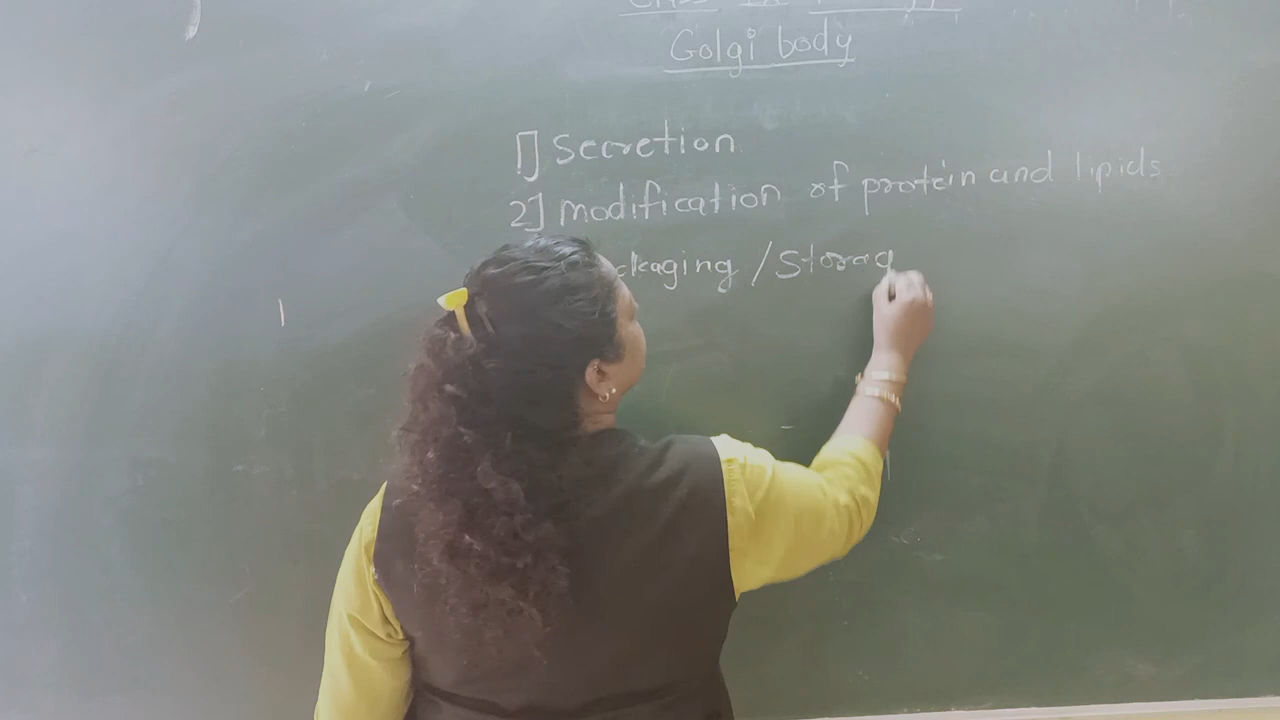 Golgi body
1] Secretion
2] modification of protein and lipids
ckaging / Storag